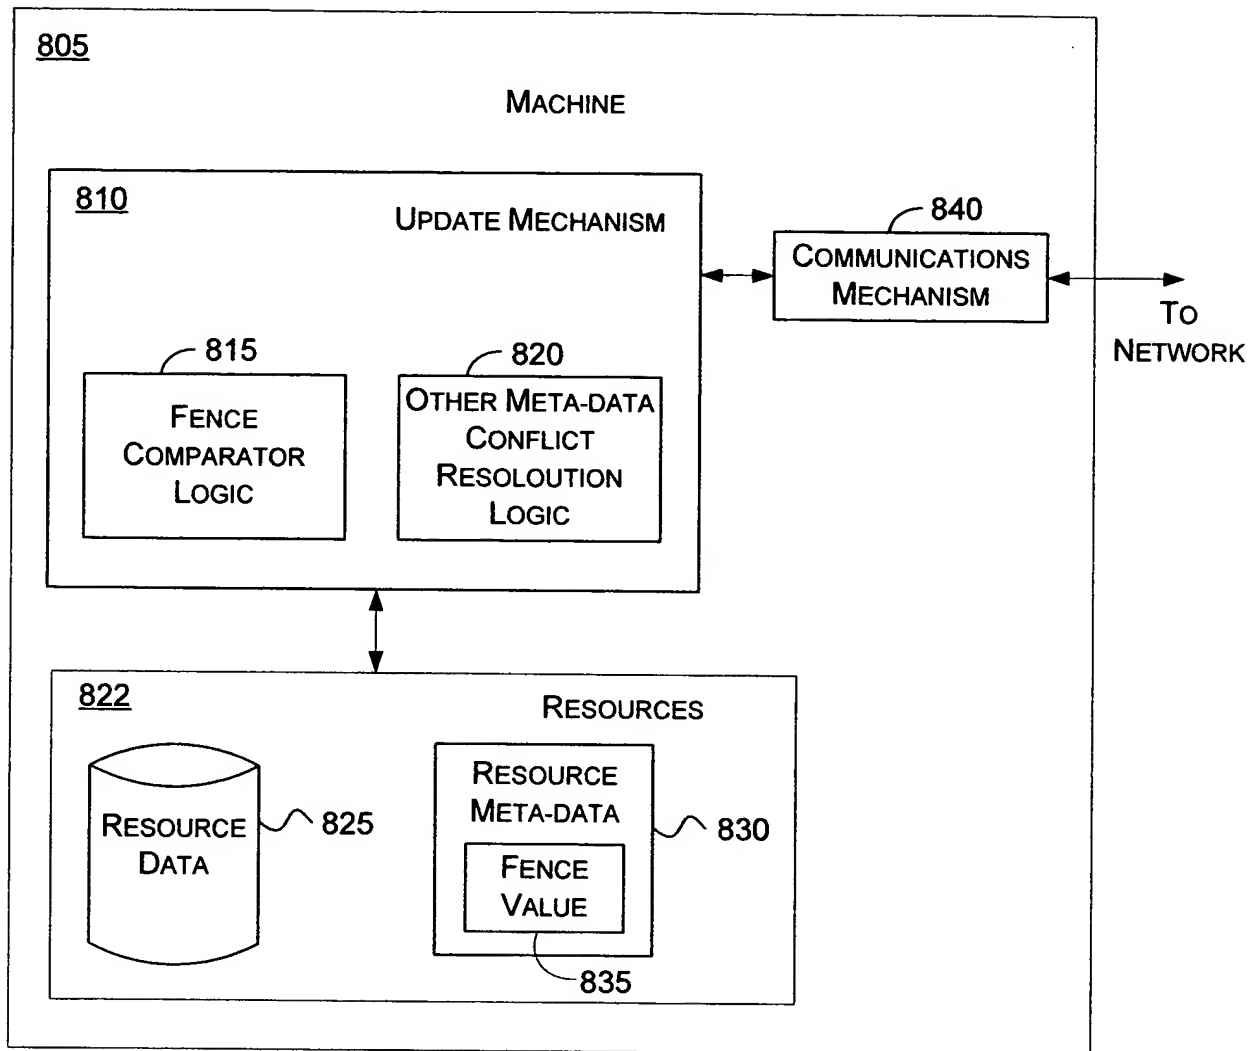 805
MACHINE
810
UPDATE MECHANISM
840
COMMUNICATIONS
MECHANISM
TO
NETWORK
815
FENCE
COMPARATOR
LOGIC
820
OTHER META-DATA
CONFLICT
RESOLOUTION
LOGIC
822
RESOURCES
RESOURCE
DATA
825
RESOURCE
META-DATA
830
FENCE
VALUE
835